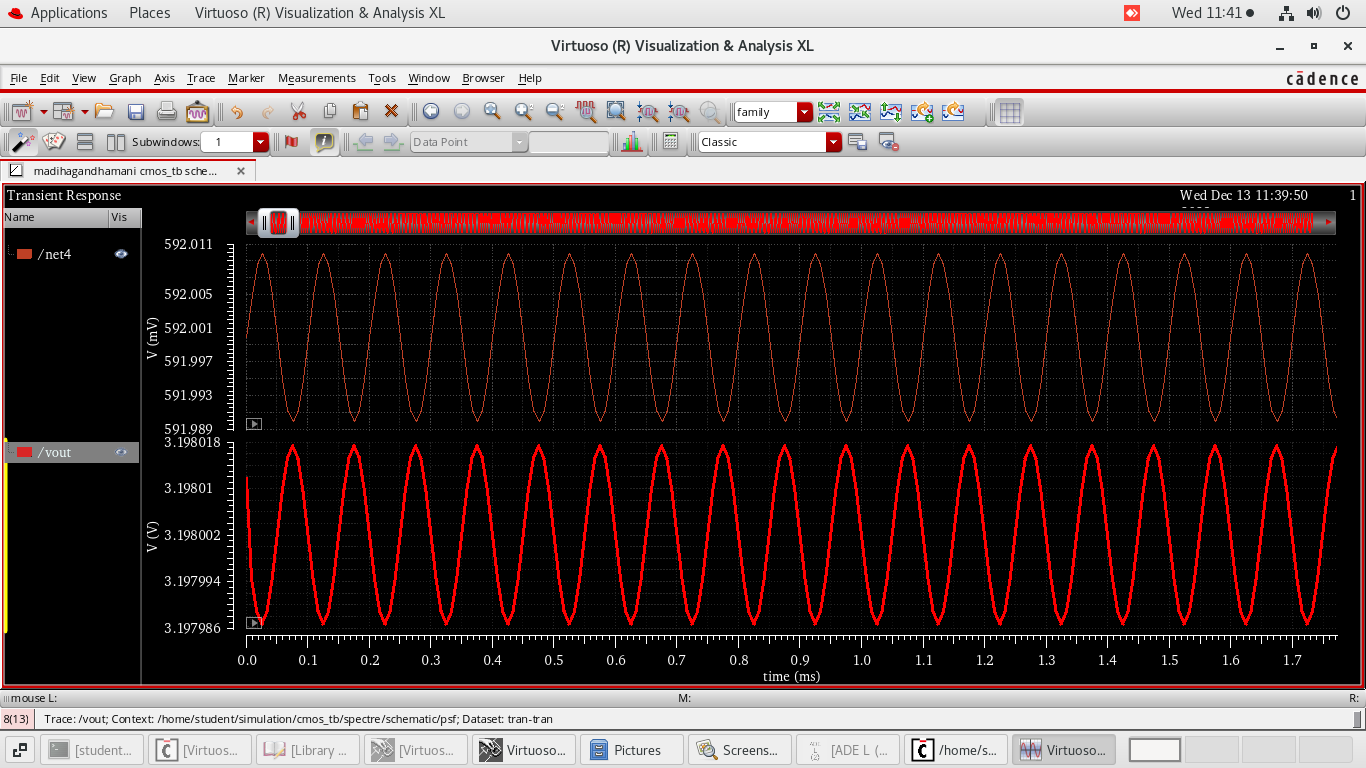 Applications Places Virtuoso (R) Visualization & Analysis XL Wed 11:41
Virtuoso (R) Visualization & Analysis XL
File Edit View Graph Axis Trace Marker Measurements Tools Window Browser Help cādence
family
Subwindows: 1 Data Point Classic
madihagandhamani cmos_tb sche...
Transient Response Wed Dec 13 11:39:50 1
Name Vis
/net4
592.011
592.005
592.001
591.997
591.993
591.989
V (mV)
/vout
3.198018
3.19801
3.198002
3.197994
3.197986
V (V)
0.0 0.1 0.2 0.3 0.4 0.5 0.6 0.7 0.8 0.9 1.0 1.1 1.2 1.3 1.4 1.5 1.6 1.7
time (ms)
mouse L: M: R:
8(13) Trace: /vout; Context: /home/student/simulation/cmos_tb/spectre/schematic/psf; Dataset: tran-tran
[student... [Virtuos... [Library ... [Virtuos... Virtuoso... Pictures Screens... [ADE L (... /home/s... Virtuoso...